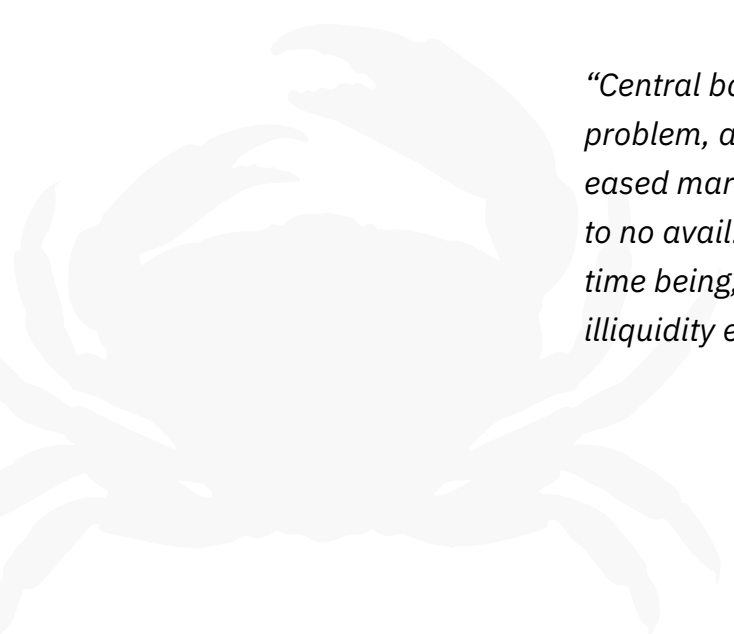 “Central
problem,
eased
to no avail.
time being,
illiquidity